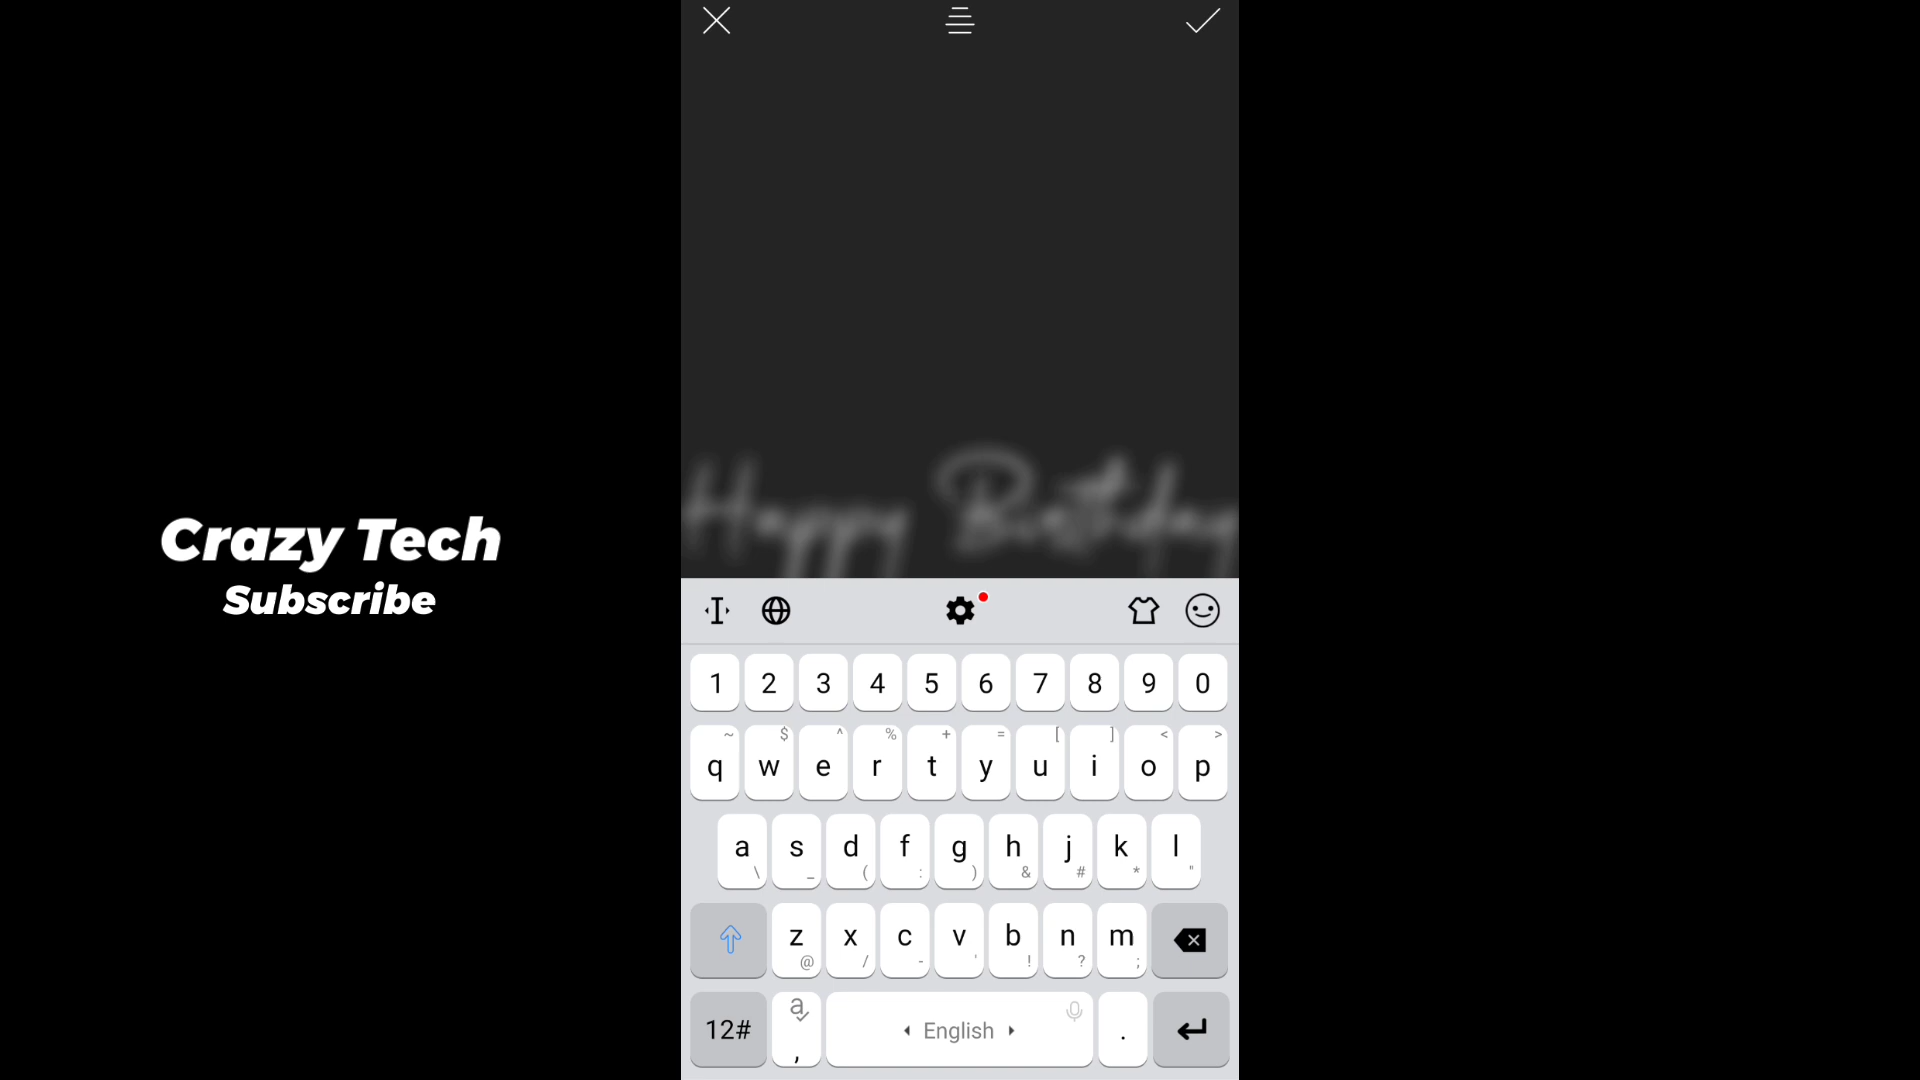 Happy Birthday
Crazy Tech
Subscribe
1 2 3 4 5 6 7 8 9 0
~ $ ^ % + = [ ] < >
q w e r t y u i o p
a s d f g h j k l
\ _ ( : ) & # * "
z x c v b n m
@ / - ' ! ? ;
12# a , English .